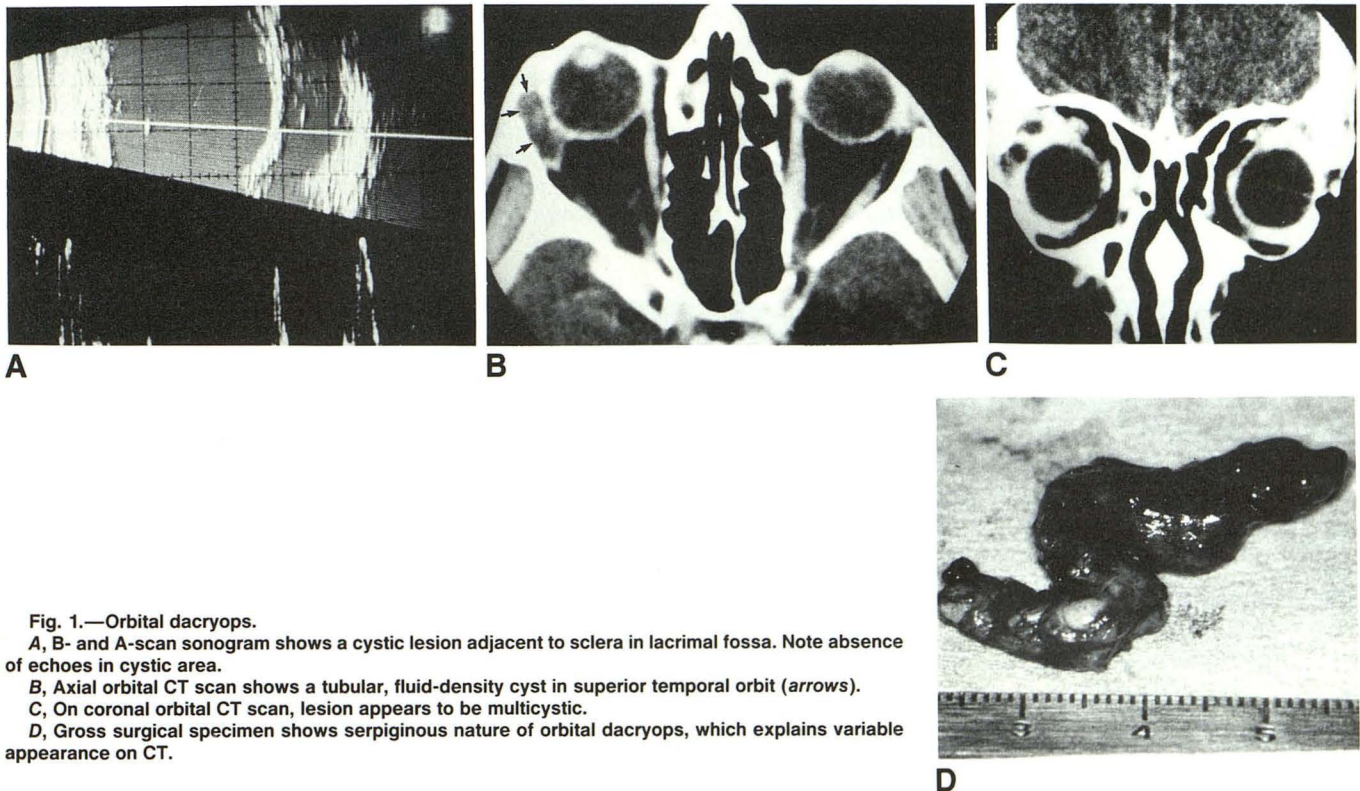 A
B
C
Fig. 1.—Orbital dacryops.
A, B- and A-scan sonogram shows a cystic lesion adjacent to sclera in lacrimal fossa. Note absence
of echoes in cystic area.
B, Axial orbital CT scan shows a tubular, fluid-density cyst in superior temporal orbit (arrows).
C, On coronal orbital CT scan, lesion appears to be multicystic.
D, Gross surgical specimen shows serpiginous nature of orbital dacryops, which explains variable
appearance on CT.
3 4 5
D